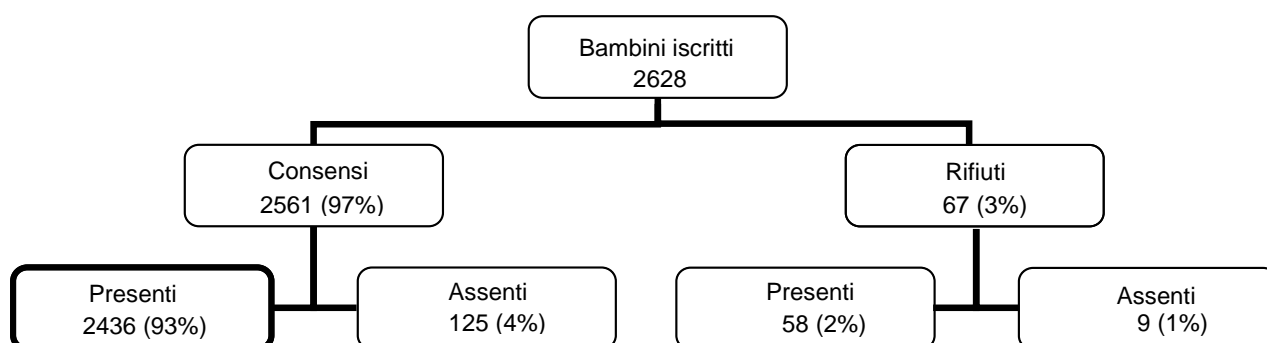 Bambini iscritti
2628
Consensi
2561 (97%)
Rifiuti
67 (3%)
Presenti
2436 (93%)
Assenti
125 (4%)
Presenti
58 (2%)
Assenti
9 (1%)